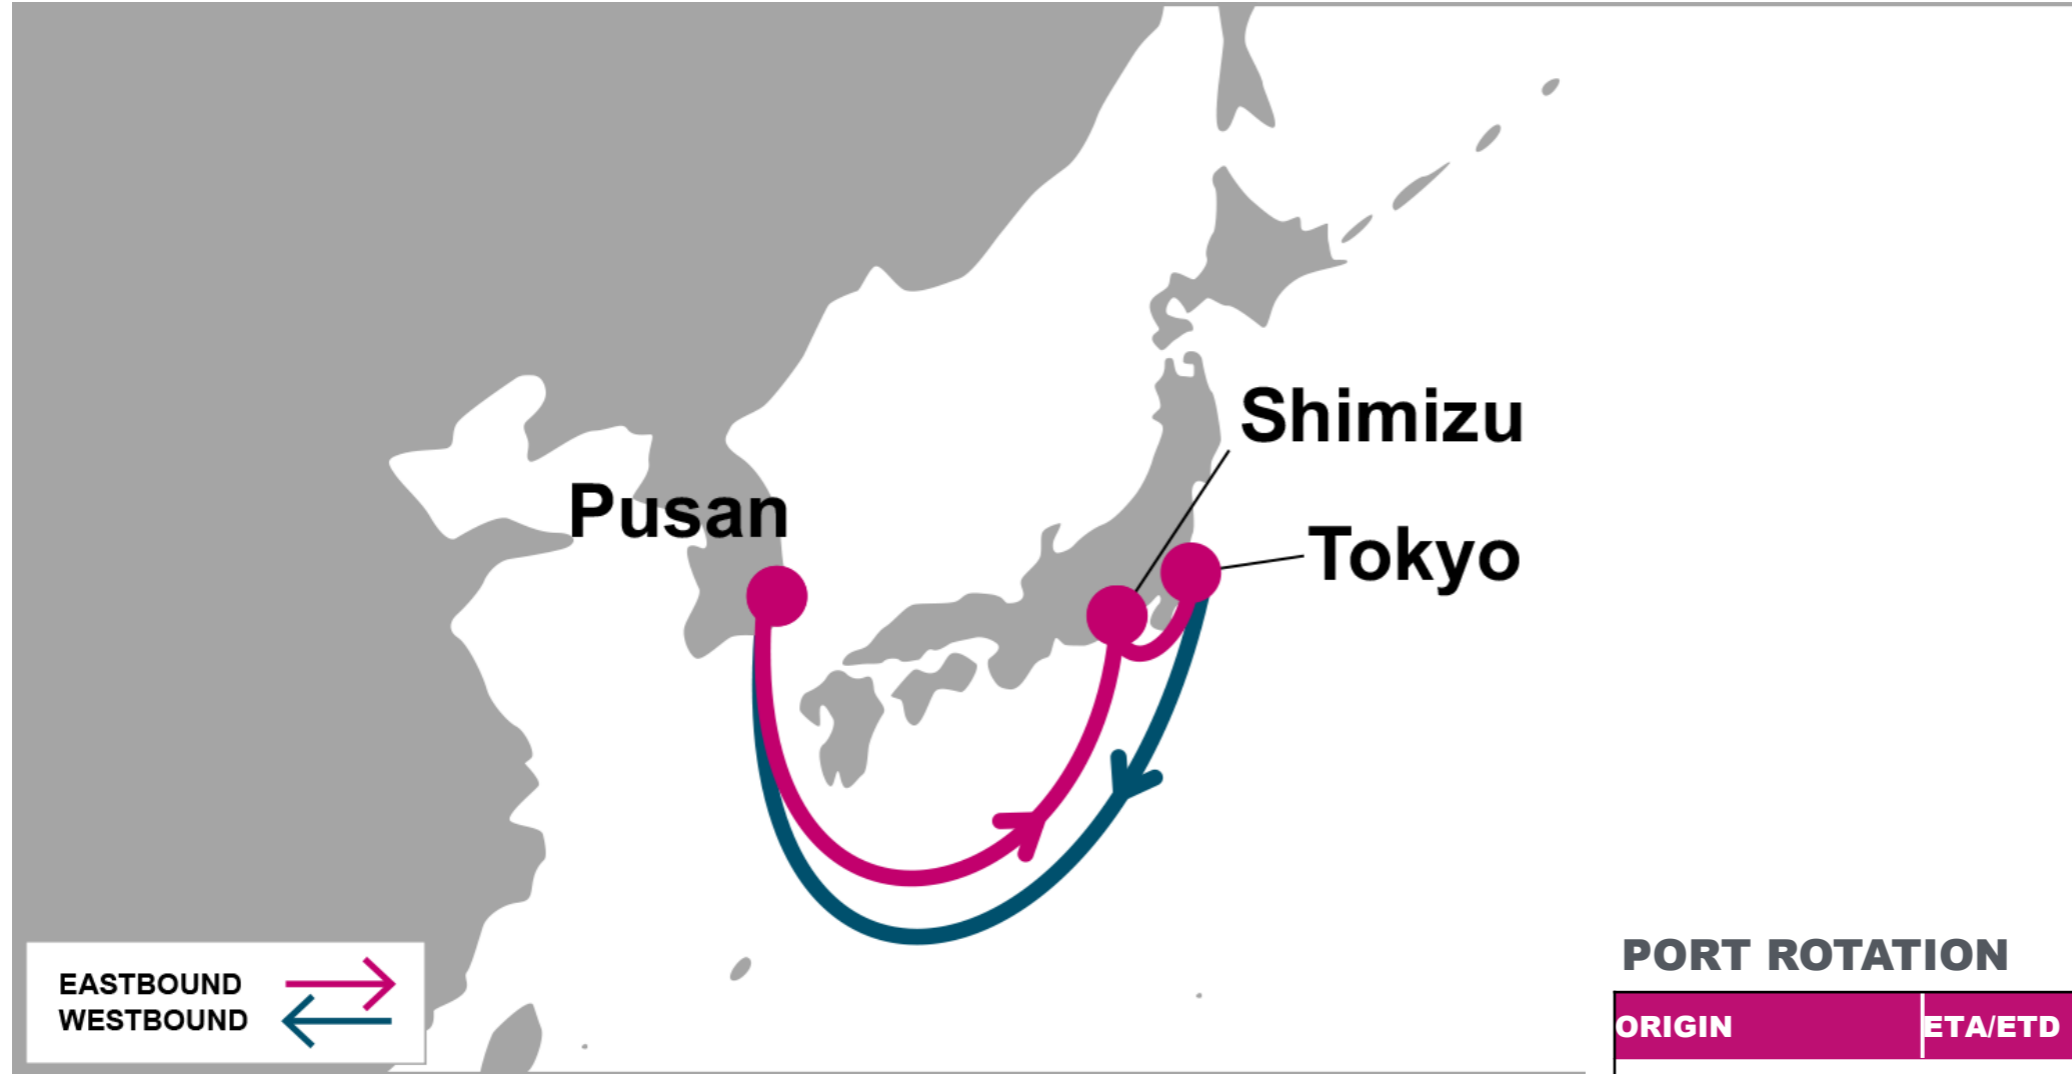 Shimizu
Pusan
Tokyo
EASTBOUND
WESTBOUND
PORT ROTATION
ORIGIN ETA/ETD